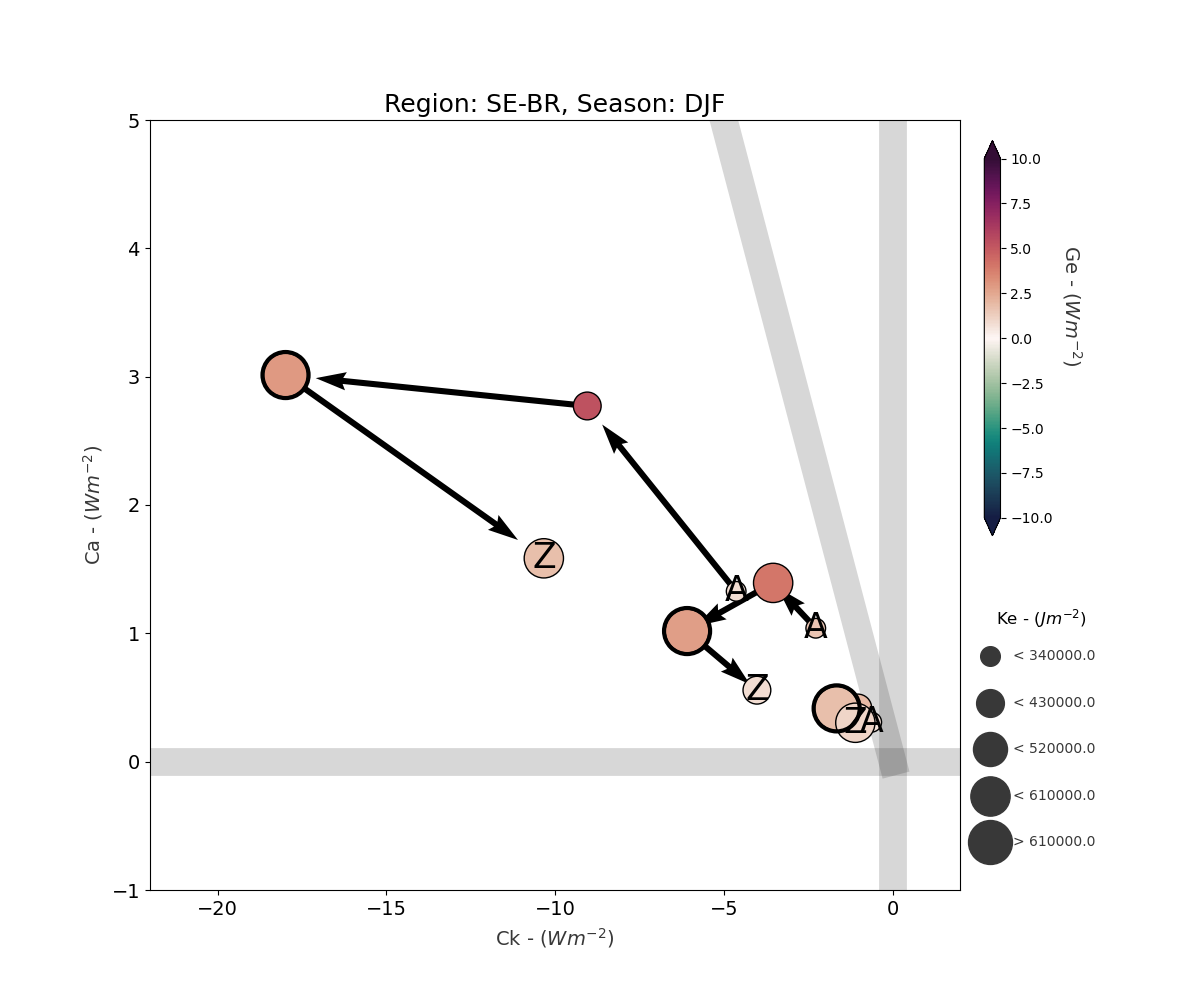 Region: SE-BR, Season: DJF
5
4
3
2
1
0
−1
Ca - (Wm⁻²)
−20
−15
−10
−5
0
Ck - (Wm⁻²)
Z
A
A
Z
Z
A
10.0
7.5
5.0
2.5
0.0
−2.5
−5.0
−7.5
−10.0
Ge - (Wm⁻²)
Ke - (Jm⁻²)
< 340000.0
< 430000.0
< 520000.0
< 610000.0
> 610000.0